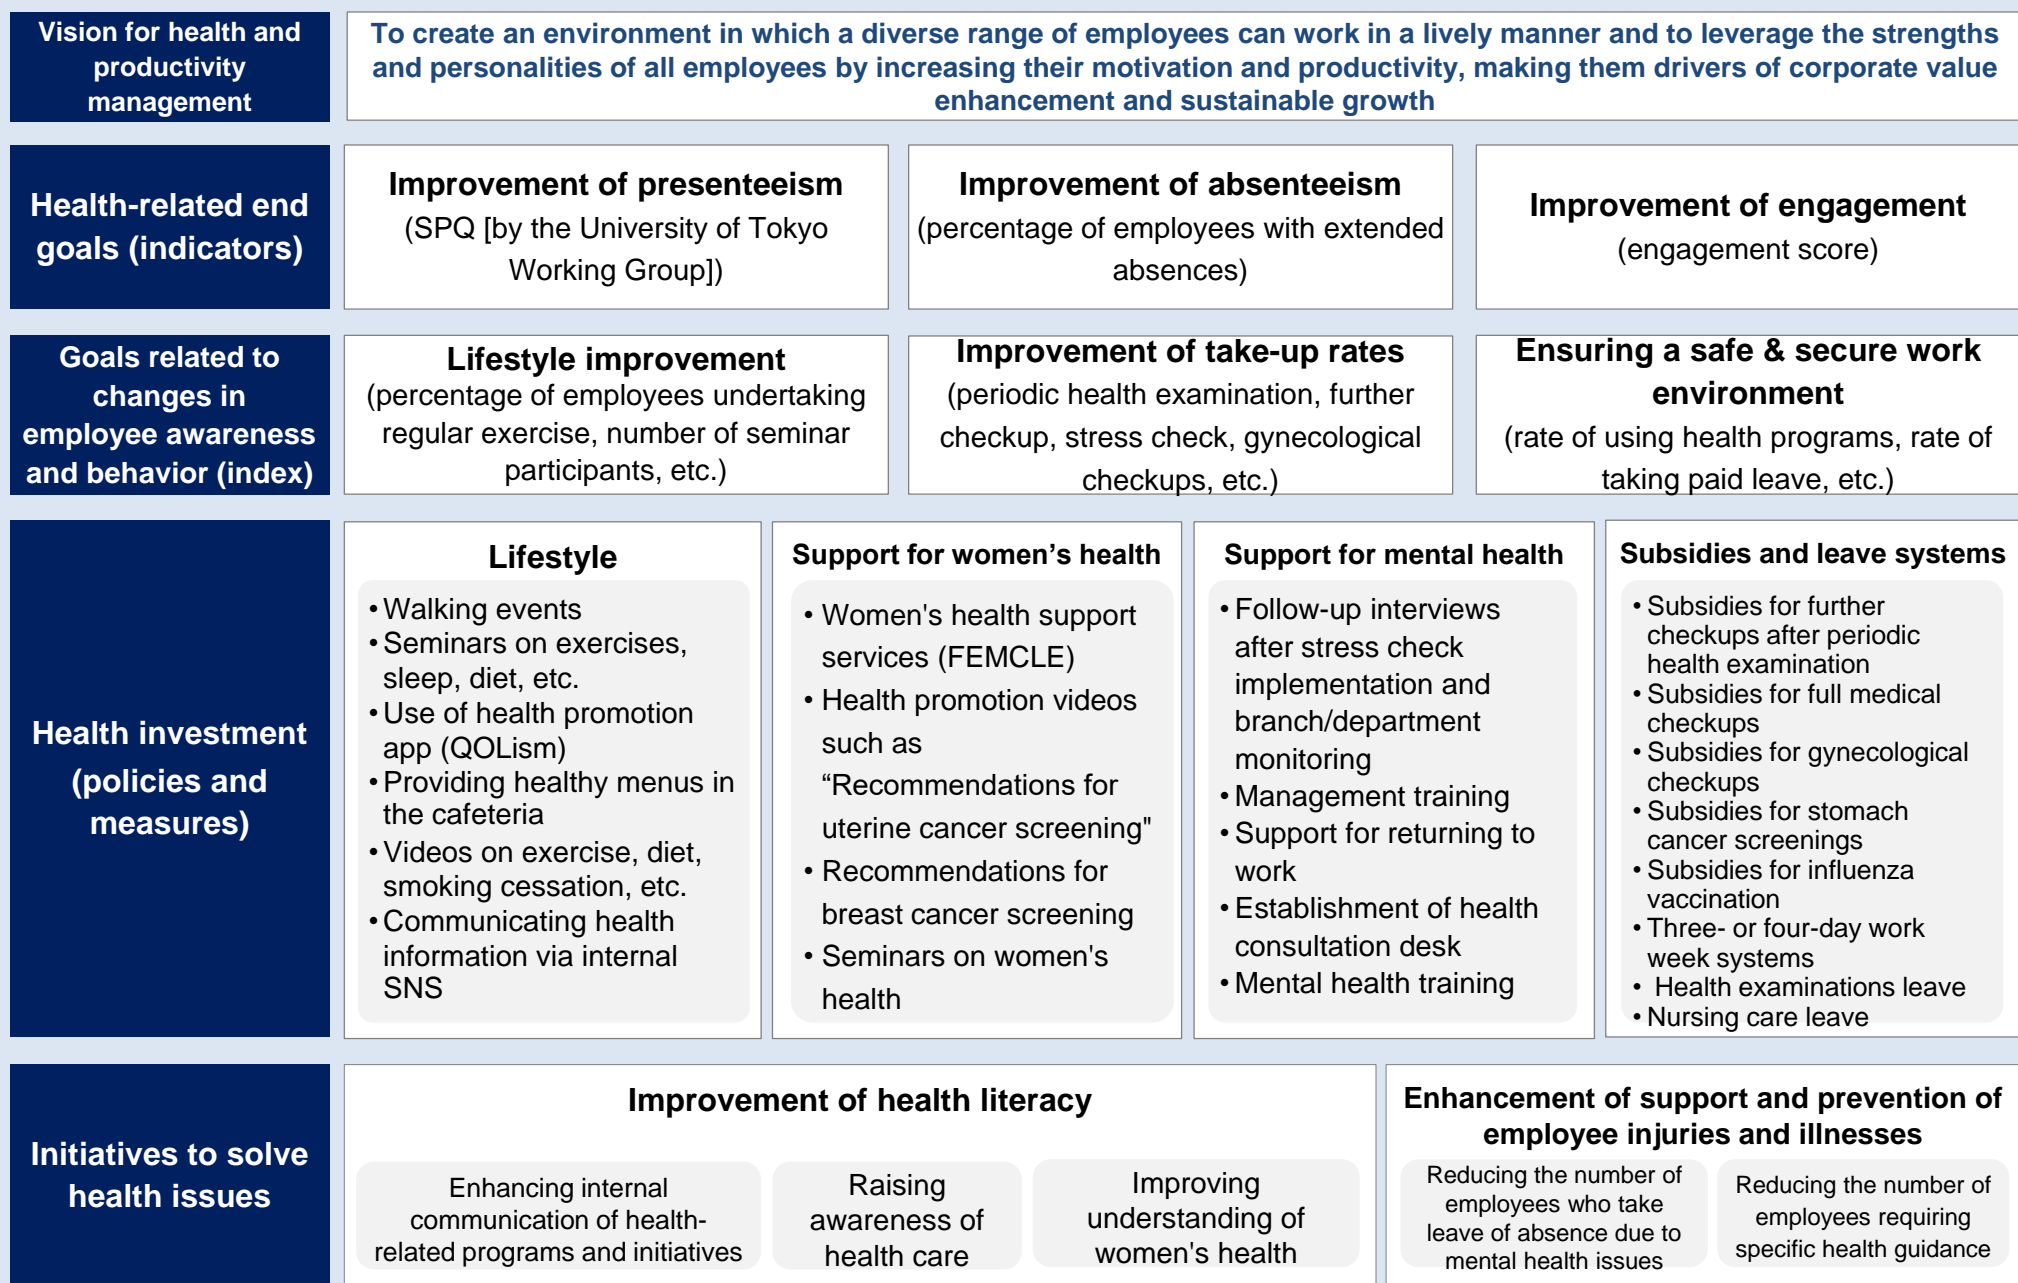 Vision for health and
productivity
management
To create an environment in which a diverse range of employees can work in a lively manner and to leverage the strengths
and personalities of all employees by increasing their motivation and productivity, making them drivers of corporate value
enhancement and sustainable growth
Health-related end
goals (indicators)
Improvement of presenteeism
(SPQ [by the University of Tokyo
Working Group])
Improvement of absenteeism
(percentage of employees with extended
absences)
Improvement of engagement
(engagement score)
Goals related to
changes in
employee awareness
and behavior (index)
Lifestyle improvement
(percentage of employees undertaking
regular exercise, number of seminar
participants, etc.)
Improvement of take-up rates
(periodic health examination, further
checkup, stress check, gynecological
checkups, etc.)
Ensuring a safe & secure work
environment
(rate of using health programs, rate of
taking paid leave, etc.)
Health investment
(policies and
measures)
Lifestyle
• Walking events
• Seminars on exercises,
sleep, diet, etc.
• Use of health promotion
app (QOLism)
• Providing healthy menus in
the cafeteria
• Videos on exercise, diet,
smoking cessation, etc.
• Communicating health
information via internal
SNS
Support for women’s health
• Women's health support
services (FEMCLE)
• Health promotion videos
such as
“Recommendations for
uterine cancer screening"
• Recommendations for
breast cancer screening
• Seminars on women's
health
Support for mental health
• Follow-up interviews
after stress check
implementation and
branch/department
monitoring
• Management training
• Support for returning to
work
• Establishment of health
consultation desk
• Mental health training
Subsidies and leave systems
• Subsidies for further
checkups after periodic
health examination
• Subsidies for full medical
checkups
• Subsidies for gynecological
checkups
• Subsidies for stomach
cancer screenings
• Subsidies for influenza
vaccination
• Three- or four-day work
week systems
• Health examinations leave
• Nursing care leave
Initiatives to solve
health issues
Improvement of health literacy
Enhancing internal
communication of health-
related programs and initiatives
Raising
awareness of
health care
Improving
understanding of
women's health
Enhancement of support and prevention of
employee injuries and illnesses
Reducing the number of
employees who take
leave of absence due to
mental health issues
Reducing the number of
employees requiring
specific health guidance